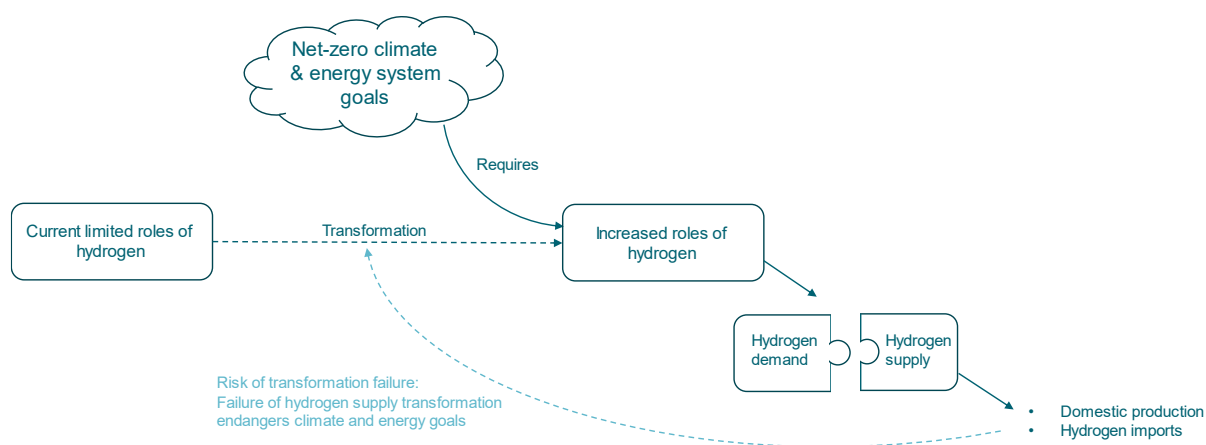 Net-zero climate
& energy system
goals
Requires
Current limited roles of
hydrogen
Transformation
Increased roles of
hydrogen
Hydrogen
demand
Hydrogen
supply
Risk of transformation failure:
Failure of hydrogen supply transformation
endangers climate and energy goals
• Domestic production
• Hydrogen imports